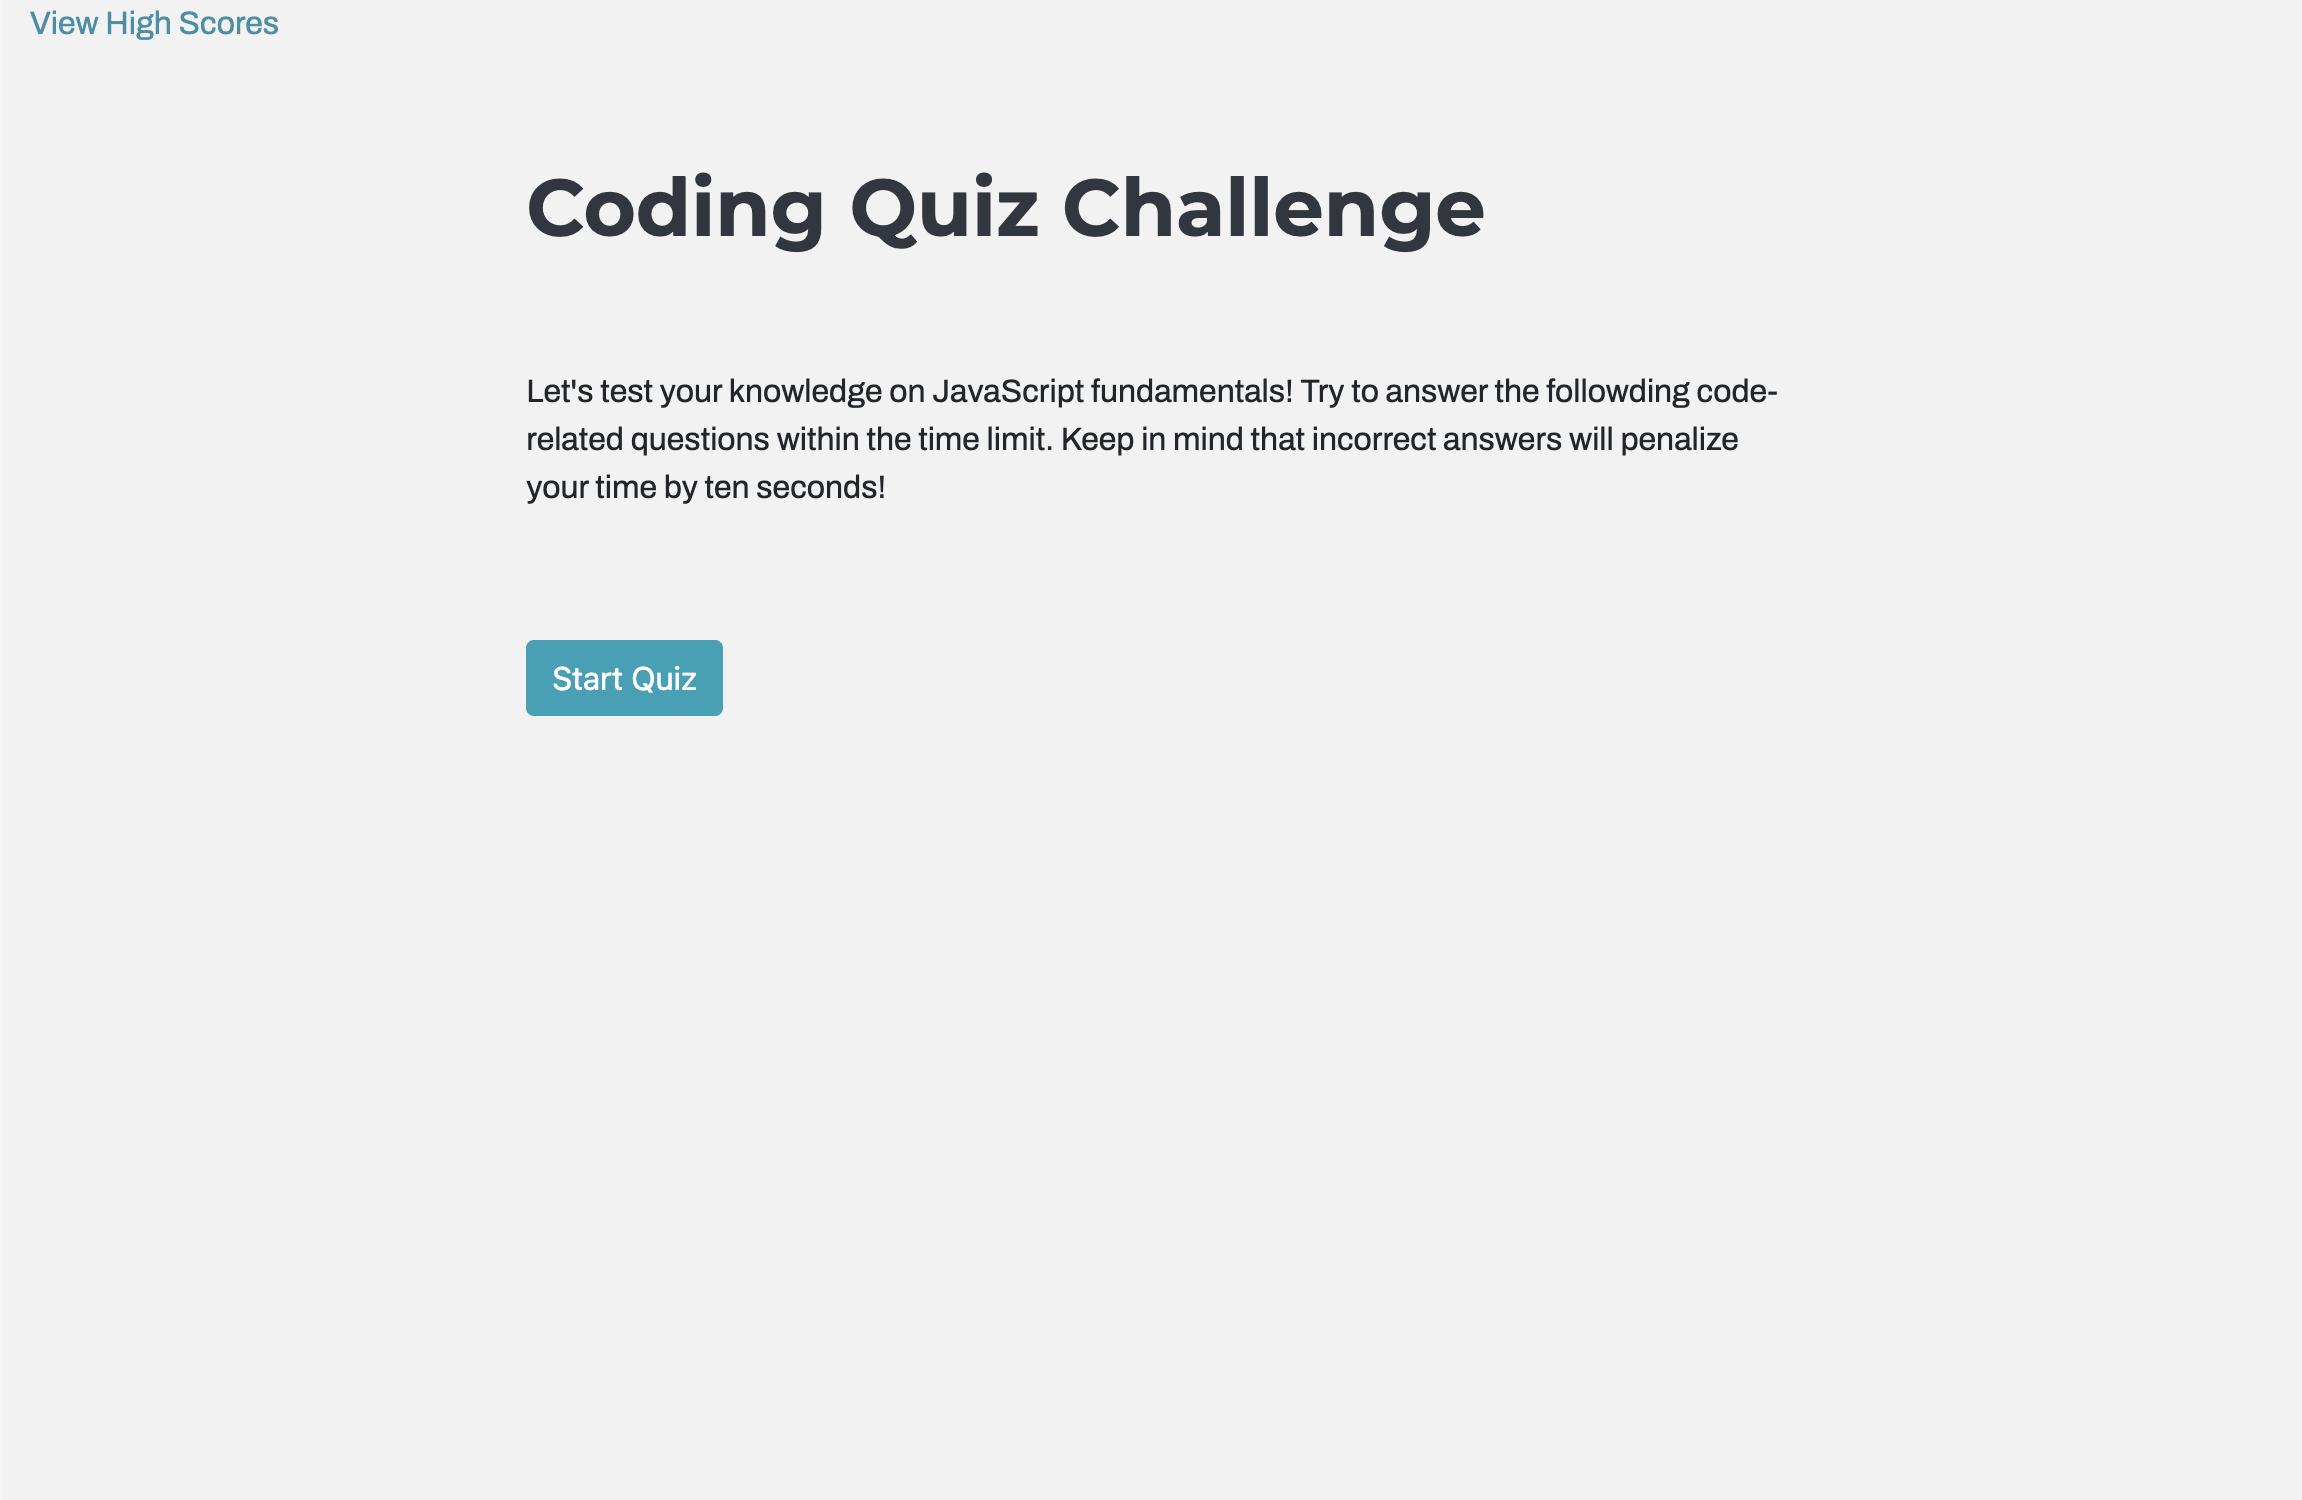 View High Scores
Coding Quiz Challenge
Let's test your knowledge on JavaScript fundamentals! Try to answer the followding code-
related questions within the time limit. Keep in mind that incorrect answers will penalize
your time by ten seconds!
Start Quiz